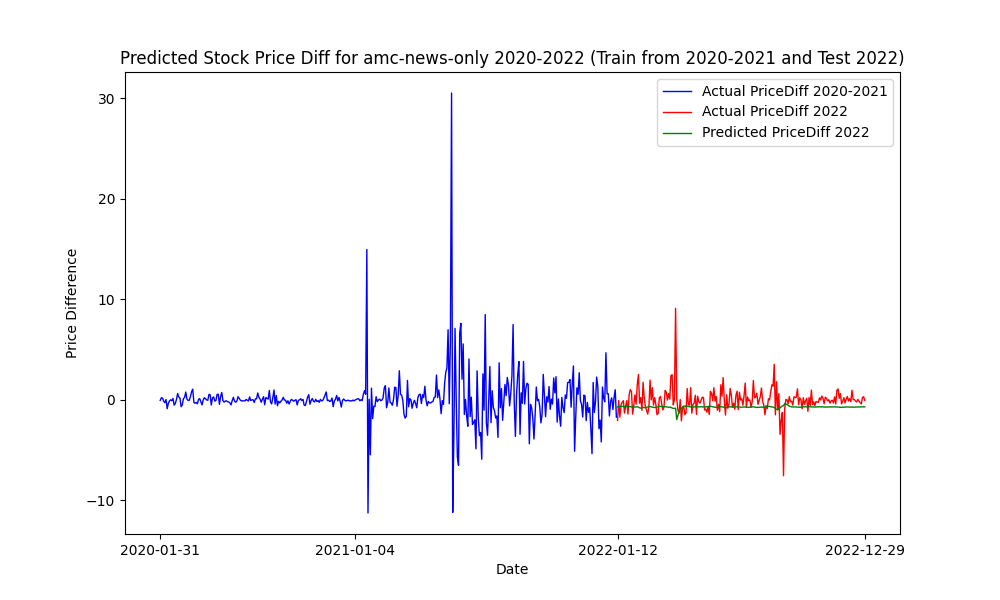 Predicted Stock Price Diff for amc-news-only 2020-2022 (Train from 2020-2021 and Test 2022)
Actual PriceDiff 2020-2021
Actual PriceDiff 2022
Predicted PriceDiff 2022
Price Difference
30
20
10
0
−10
2020-01-31
2021-01-04
2022-01-12
2022-12-29
Date